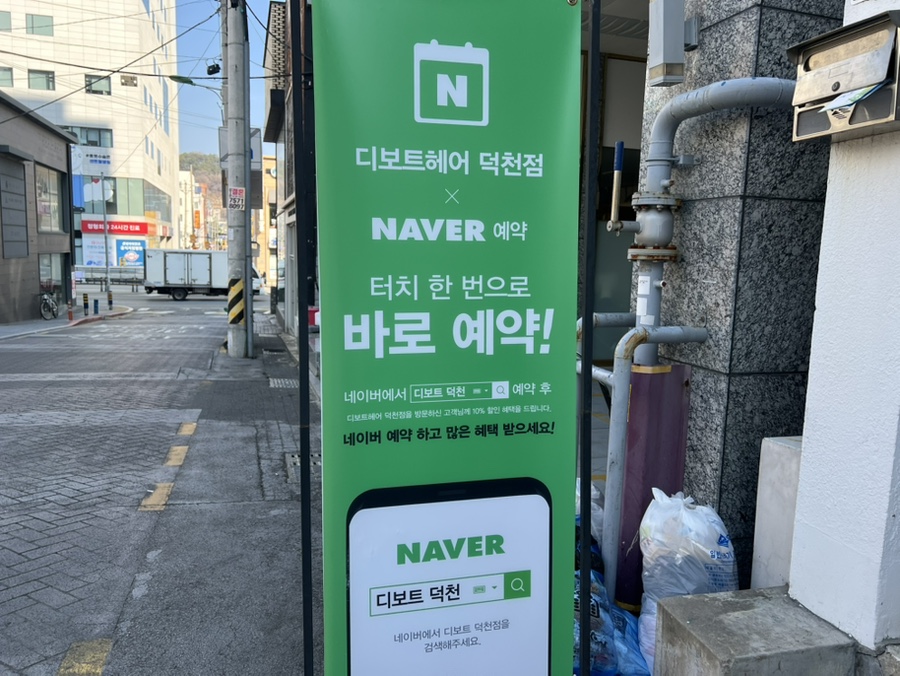 N
디보트헤어 덕천점
×
NAVER 예약
터치 한 번으로
바로 예약!
네이버에서 디보트 덕천 예약 후
디보트헤어 덕천점을 방문하신 고객님께 10% 할인 혜택을 드립니다.
네이버 예약 하고 많은 혜택 받으세요!
NAVER
디보트 덕천
네이버에서 디보트 덕천점을
검색해주세요.
7571